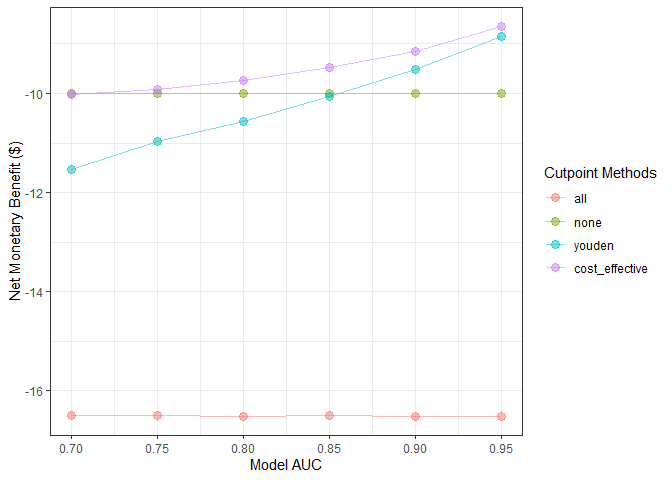 Net Monetary Benefit ($)
-10
-12
-14
-16
0.70 0.75 0.80 0.85 0.90 0.95
Model AUC
Cutpoint Methods
all
none
youden
cost_effective